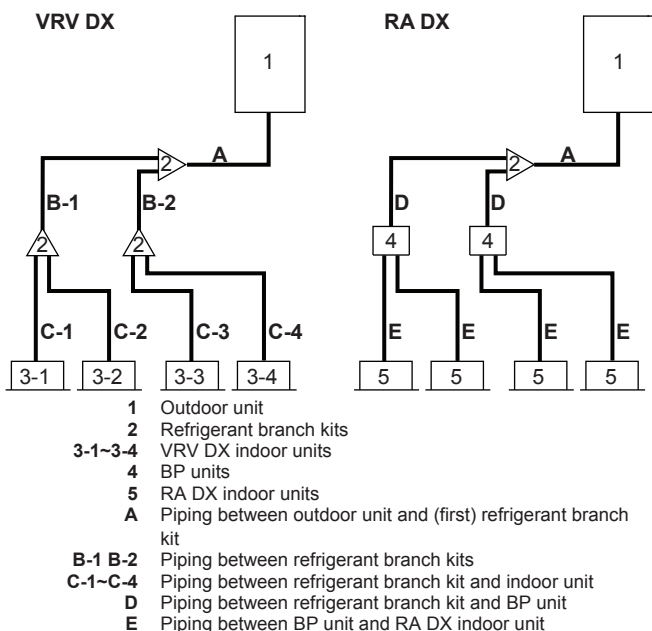 VRV DX RA DX
1 1
2 A 2 A
B-1 B-2 D D
2 2 4 4
C-1 C-2 C-3 C-4 E E E E
3-1 3-2 3-3 3-4 5 5 5 5
1 Outdoor unit
2 Refrigerant branch kits
3-1~3-4 VRV DX indoor units
4 BP units
5 RA DX indoor units
A Piping between outdoor unit and (first) refrigerant branch
kit
B-1 B-2 Piping between refrigerant branch kits
C-1~C-4 Piping between refrigerant branch kit and indoor unit
D Piping between refrigerant branch kit and BP unit
E Piping between BP unit and RA DX indoor unit